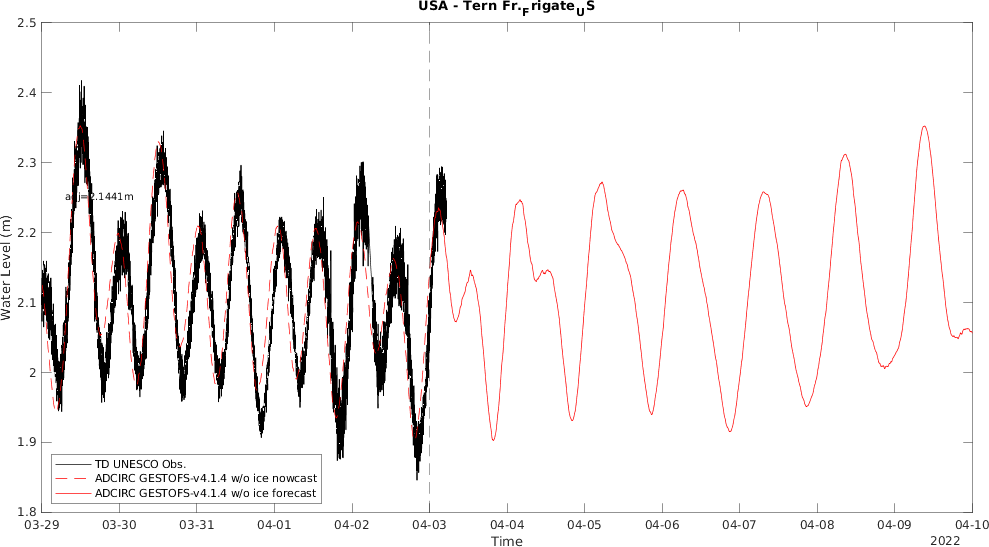 USA - Tern Fr.FrigateUS
2.5
2.4
2.3
2.2
2.1
2
1.9
1.8
Water Level (m)
adj=2.1441m
TD UNESCO Obs.
ADCIRC GESTOFS-v4.1.4 w/o ice nowcast
ADCIRC GESTOFS-v4.1.4 w/o ice forecast
03-29 03-30 03-31 04-01 04-02 04-03 04-04 04-05 04-06 04-07 04-08 04-09 04-10
Time
2022